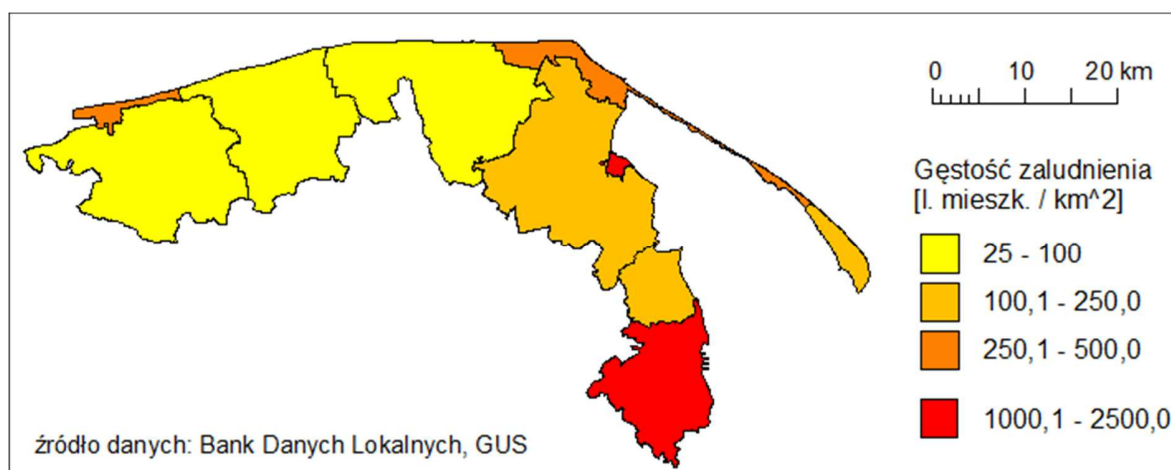 0 10 20 km
Gęstość zaludnienia
[l. mieszk. / km^2]
25 - 100
100,1 - 250,0
250,1 - 500,0
1000,1 - 2500,0
źródło danych: Bank Danych Lokalnych, GUS